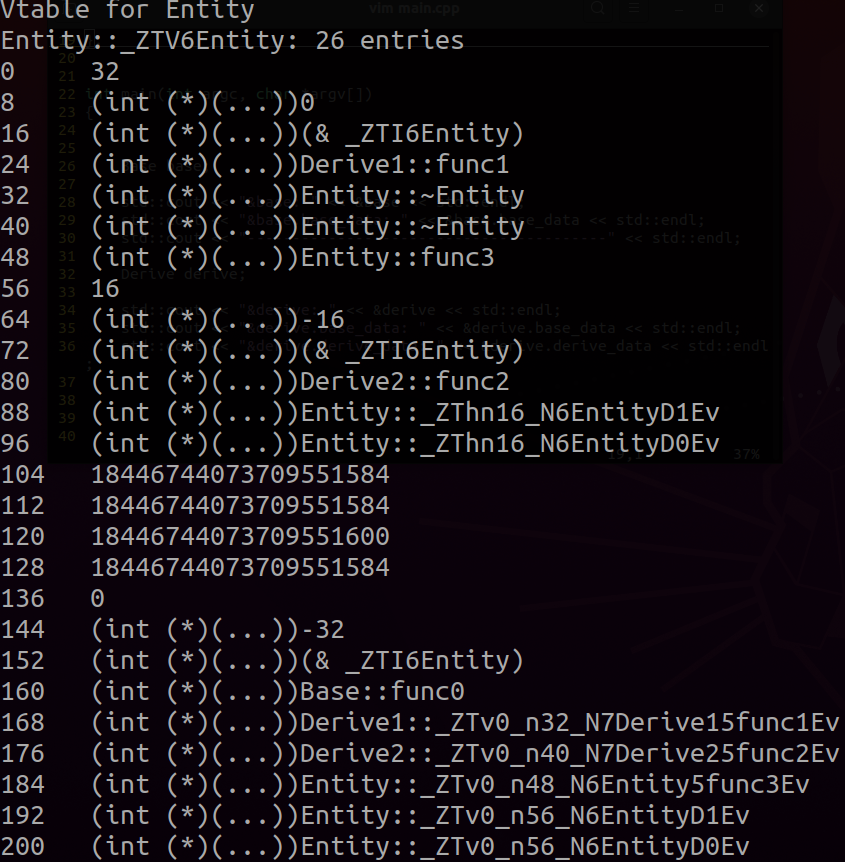 Vtable for Entity
Entity::_ZTV6Entity: 26 entries
0     32
8     (int (*)(...))0
16    (int (*)(...))(& _ZTI6Entity)
24    (int (*)(...))Derive1::func1
32    (int (*)(...))Entity::~Entity
40    (int (*)(...))Entity::~Entity
48    (int (*)(...))Entity::func3
56    16
64    (int (*)(...))-16
72    (int (*)(...))(& _ZTI6Entity)
80    (int (*)(...))Derive2::func2
88    (int (*)(...))Entity::_ZThn16_N6EntityD1Ev
96    (int (*)(...))Entity::_ZThn16_N6EntityD0Ev
104   18446744073709551584
112   18446744073709551584
120   18446744073709551600
128   18446744073709551584
136   0
144   (int (*)(...))-32
152   (int (*)(...))(& _ZTI6Entity)
160   (int (*)(...))Base::func0
168   (int (*)(...))Derive1::_ZTv0_n32_N7Derive15func1Ev
176   (int (*)(...))Derive2::_ZTv0_n40_N7Derive25func2Ev
184   (int (*)(...))Entity::_ZTv0_n48_N6Entity5func3Ev
192   (int (*)(...))Entity::_ZTv0_n56_N6EntityD1Ev
200   (int (*)(...))Entity::_ZTv0_n56_N6EntityD0Ev